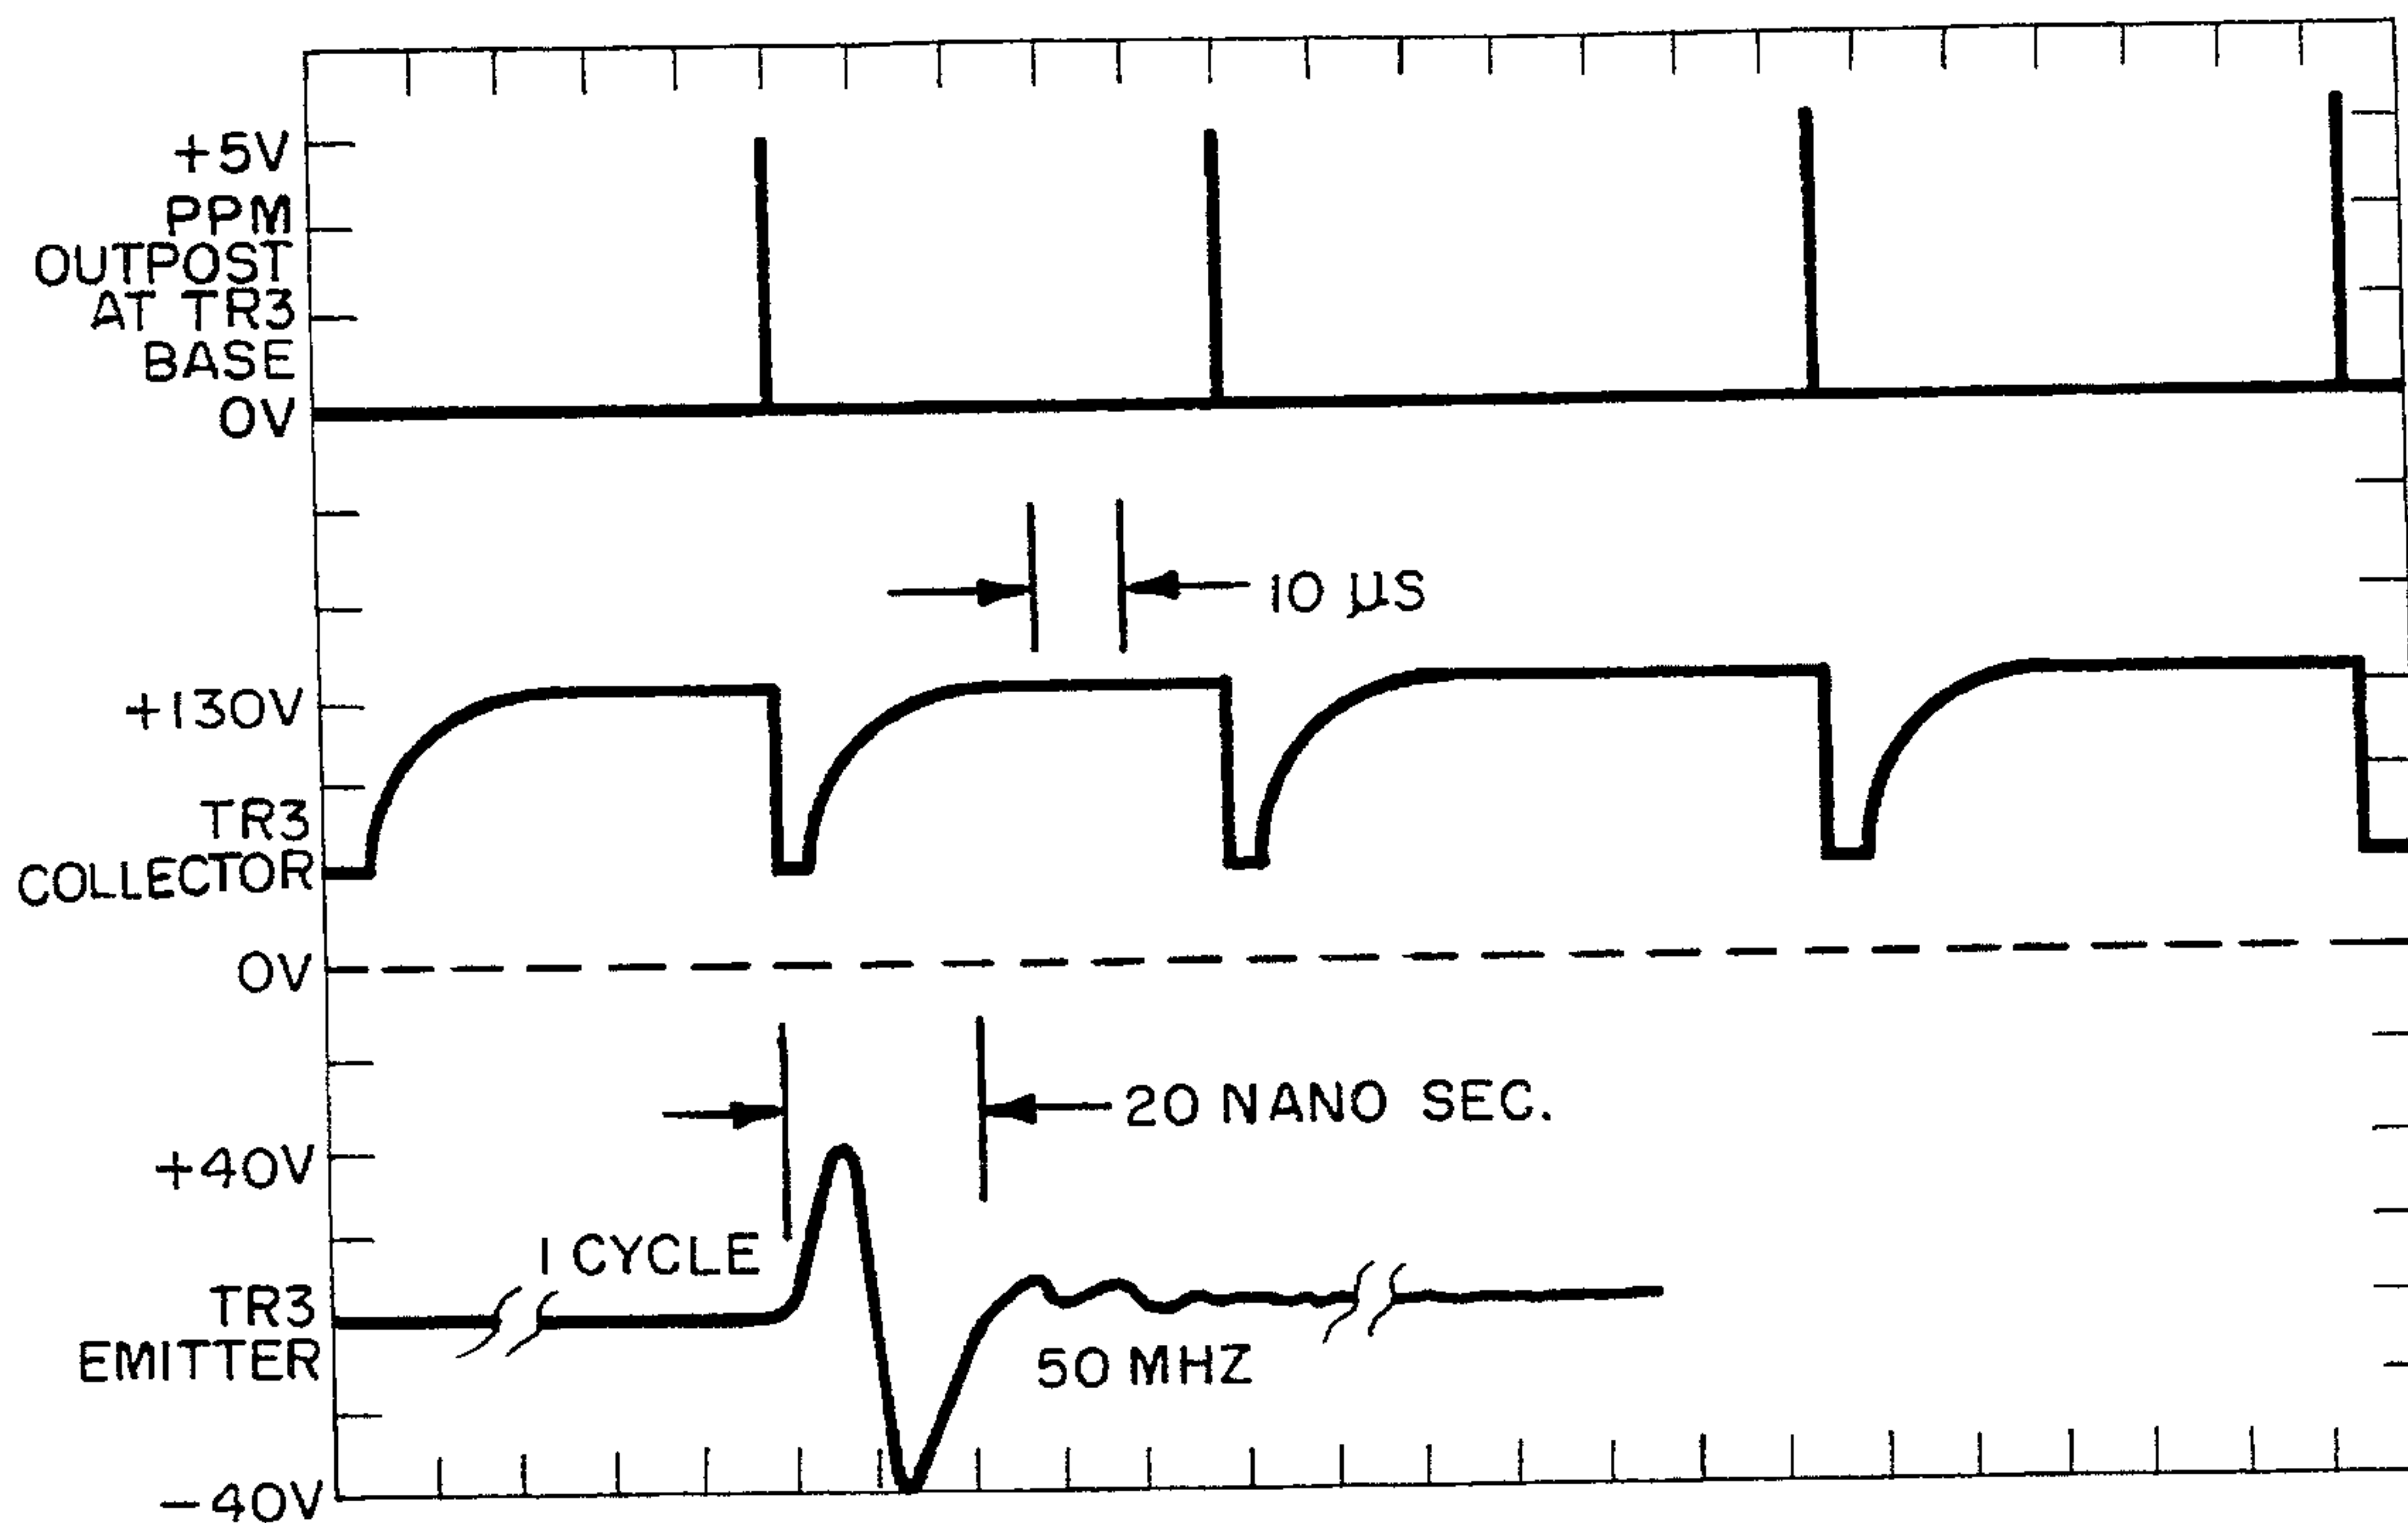 +5V
PPM
OUTPOST
AT TR3
BASE
0V
10 µS
+130V
TR3
COLLECTOR
0V
20 NANO SEC.
+40V
1 CYCLE
TR3
EMITTER
50 MHZ
-40V